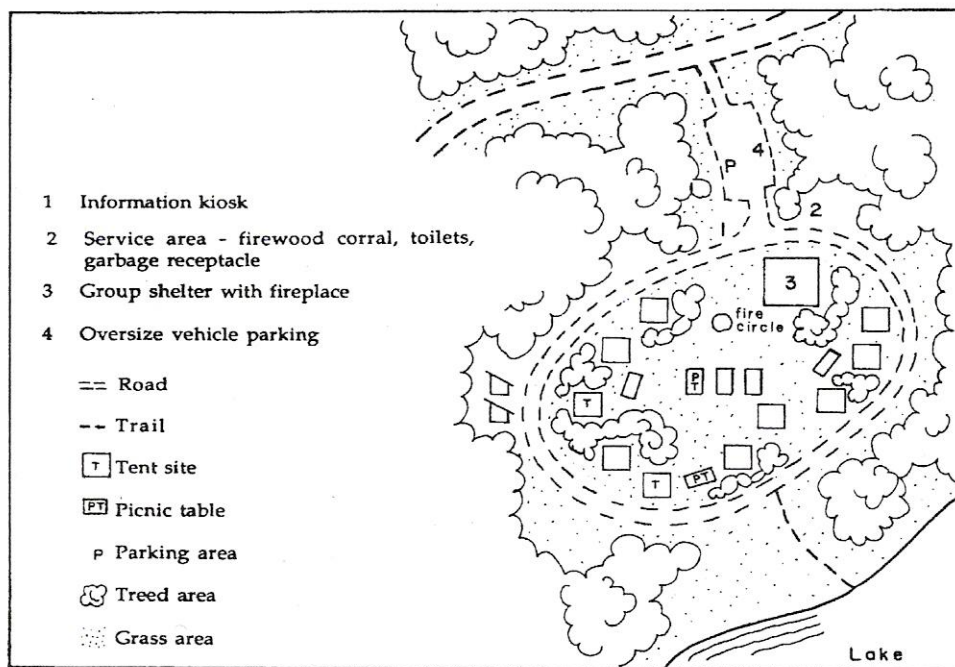 1 Information kiosk
2 Service area - firewood corral, toilets,
garbage receptacle
3 Group shelter with fireplace
4 Oversize vehicle parking
Road
Trail
T Tent site
PT Picnic table
P Parking area
Treed area
Grass area
4
P
2
3
fire
circle
P
T
T
T
PT
Lake